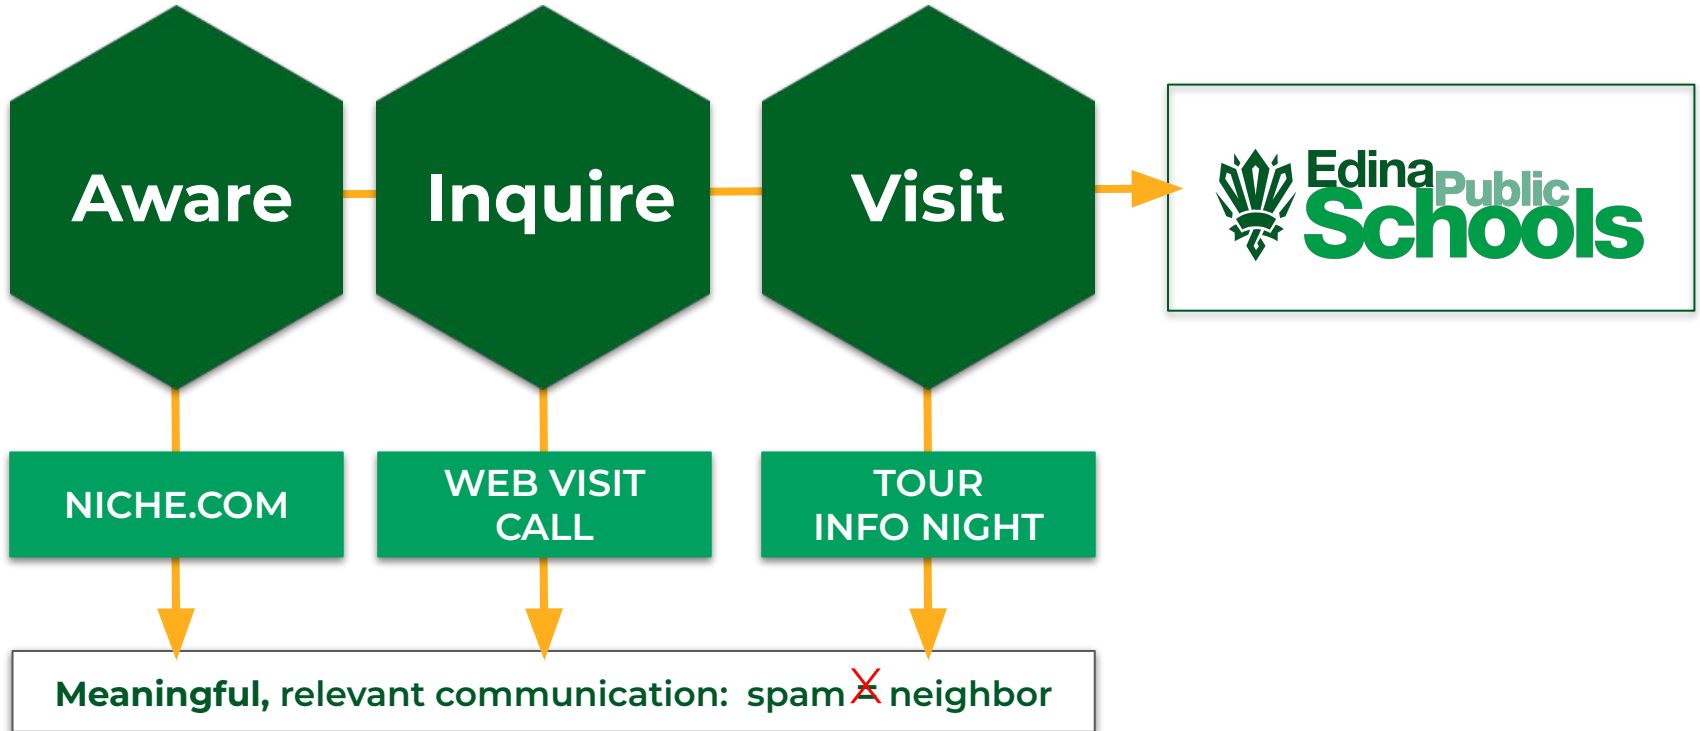 Aware
Inquire
Visit
Edina
Public
Schools
NICHE.COM
WEB VISIT
CALL
TOUR
INFO NIGHT
Meaningful, relevant communication: spam = neighbor